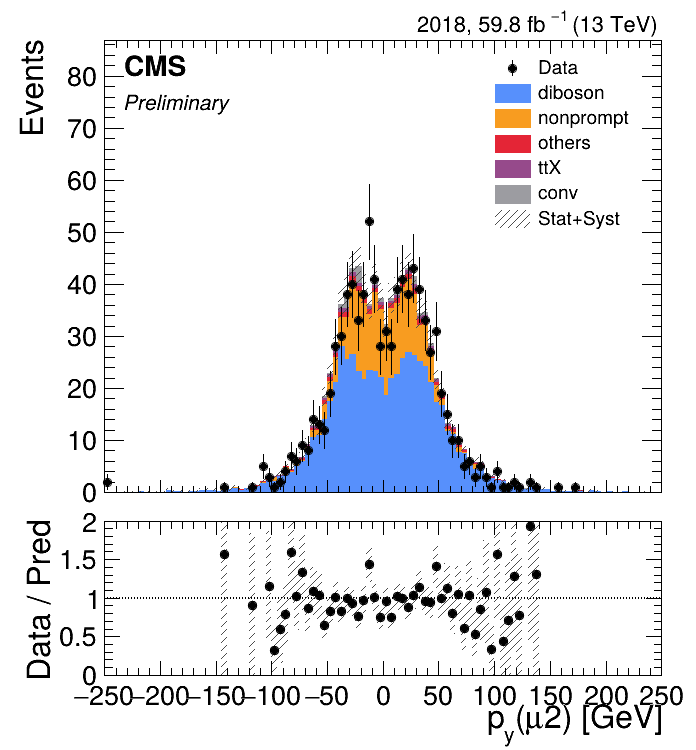 2018, 59.8 fb⁻¹ (13 TeV)
CMS
Preliminary
Events
80
70
60
50
40
30
20
10
0
Data
diboson
nonprompt
others
ttX
conv
Stat+Syst
Data / Pred
2
1.5
1
0.5
0
−250 −200 −150 −100 −50 0 50 100 150 200 250
p_y(μ2) [GeV]